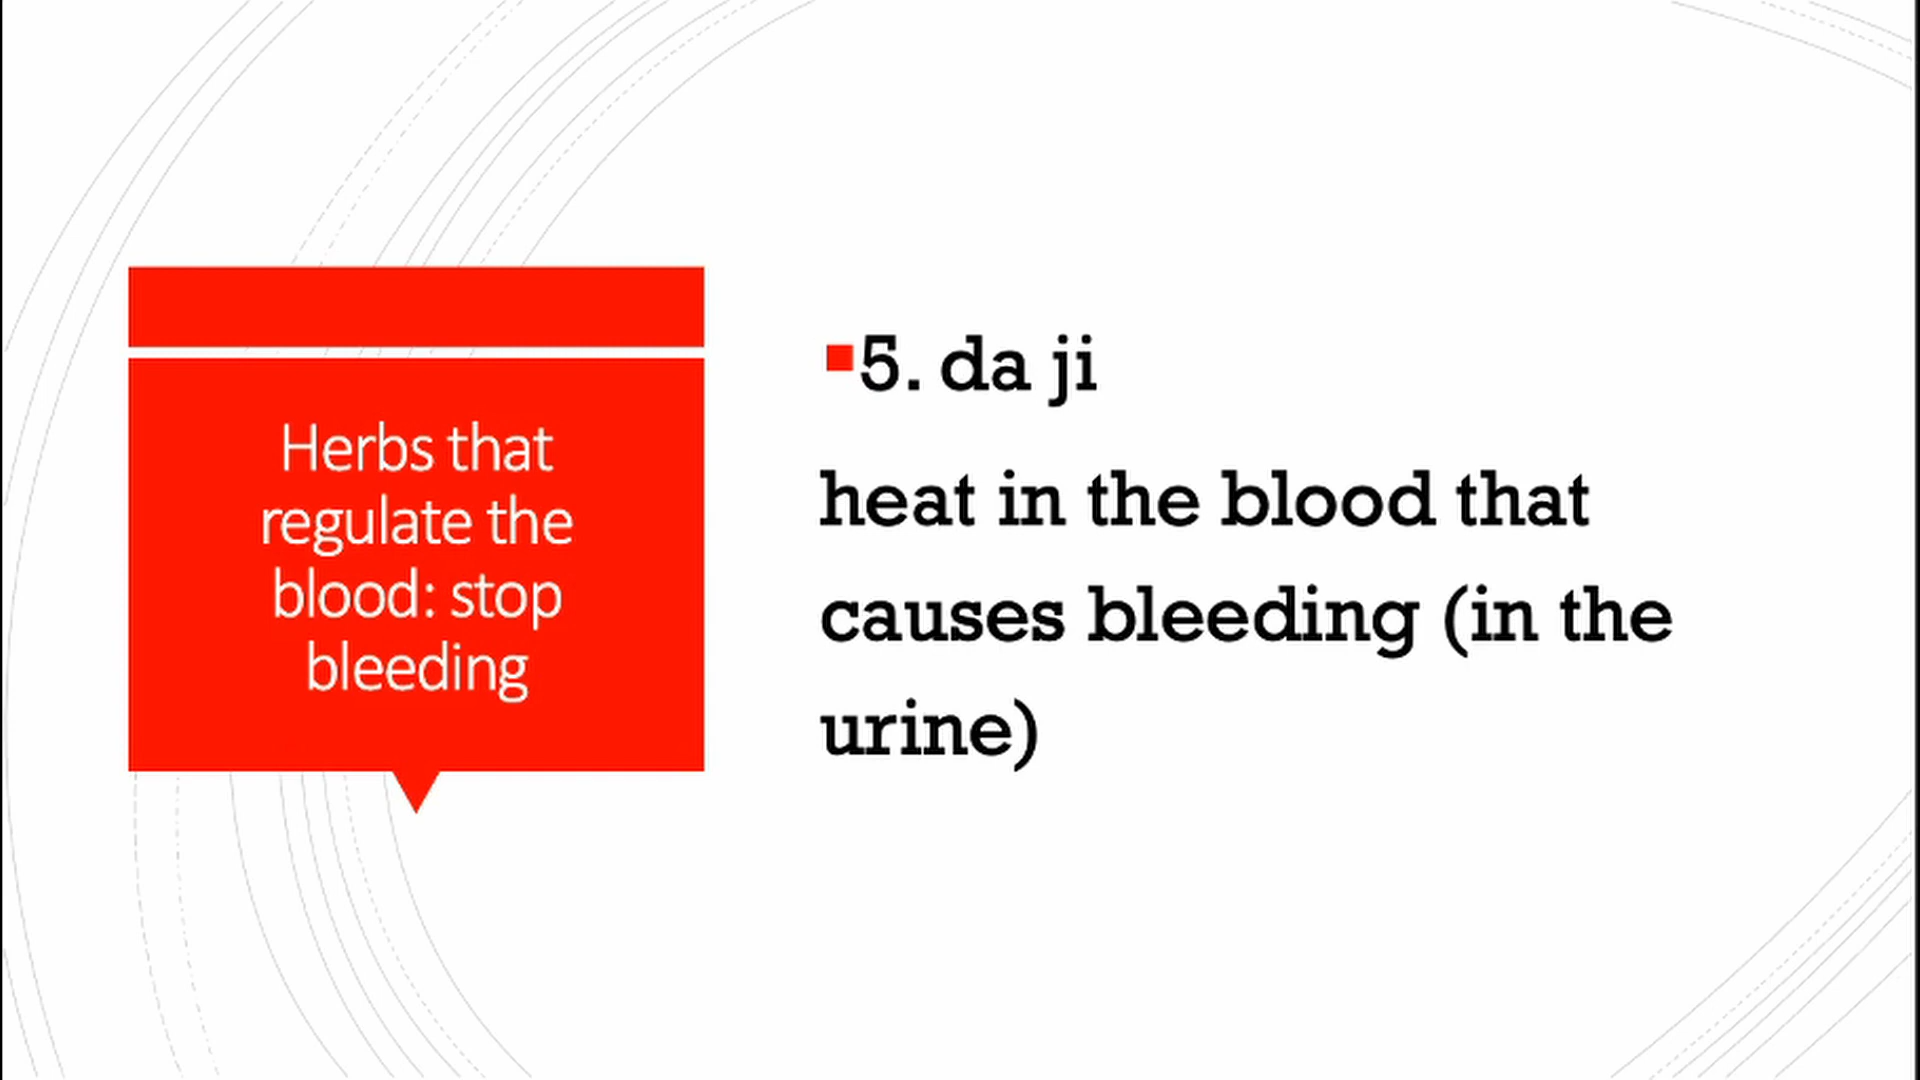 Herbs that
regulate the
blood: stop
bleeding
5. da ji
heat in the blood that
causes bleeding (in the
urine)